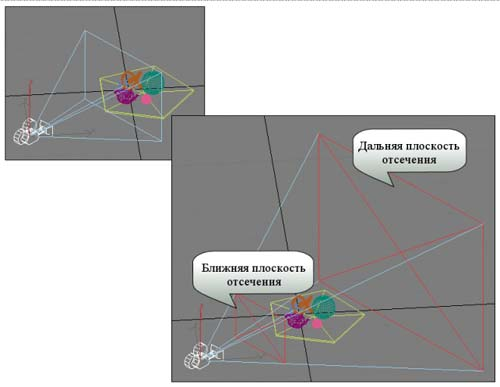 Дальняя плоскость
отсечения
Ближняя плоскость
отсечения